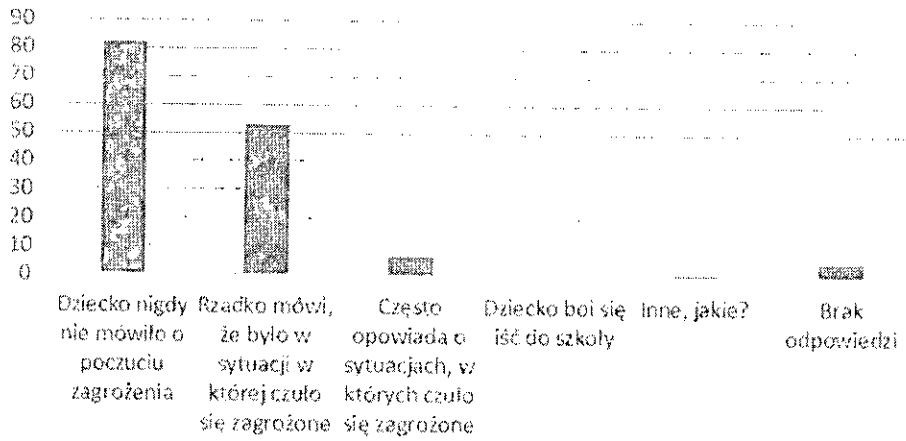 90
80
70
60
50
40
30
20
10
0
Dziecko nigdy
nie mówiło o
poczuciu
zagrożenia
Rzadko mówi,
że było w
sytuacji w
której czuło
się zagrożone
Często
opowiada o
sytuacjach, w
których czuło
się zagrożone
Dziecko boi się
iść do szkoły
Inne, jakie?
Brak
odpowiedzi